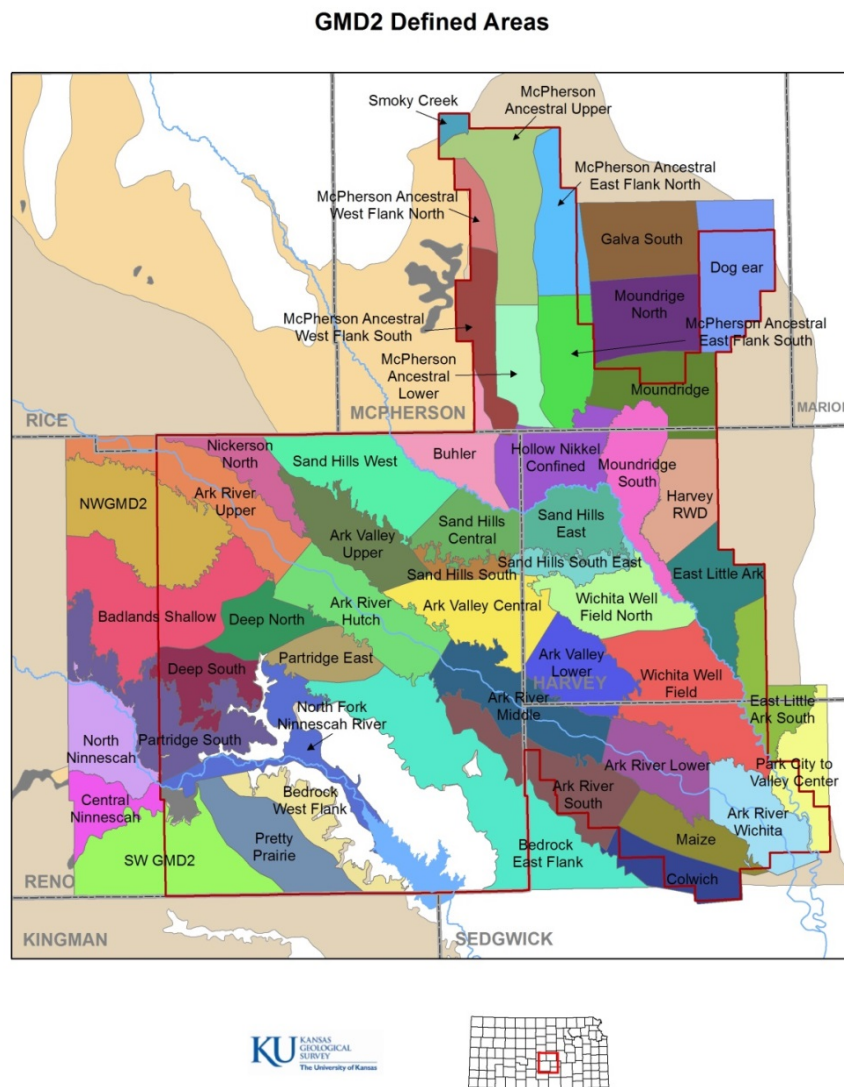 GMD2 Defined Areas
Smoky Creek
McPherson
Ancestral Upper
McPherson Ancestral
East Flank North
McPherson Ancestral
West Flank North
Galva South
Dog ear
Moundrige
North
McPherson Ancestral
West Flank South
McPherson Ancestral
East Flank South
McPherson
Ancestral
Lower
Moundridge
RICE
MCPHERSON
MARION
Nickerson
North
Sand Hills West
Buhler
Hollow Nikkel
Confined
Moundridge
South
Harvey
RWD
NWGMD2
Ark River
Upper
Ark Valley
Upper
Sand Hills
Central
Sand Hills
East
Sand Hills South
Sand Hills South East
East Little Ark
Badlands Shallow
Deep North
Ark River
Hutch
Ark Valley Central
Wichita Well
Field North
Deep South
Partridge East
Ark Valley
Lower
HARVEY
Wichita Well
Field
North Fork
Ninnescah River
Ark River
Middle
East Little
Ark South
North
Ninnescah
Partridge South
Ark River Lower
Park City to
Valley Center
Central
Ninnescah
Bedrock
West Flank
Ark River
South
Ark River
Wichita
SW GMD2
Pretty
Prairie
Bedrock
East Flank
Maize
Colwich
RENO
KINGMAN
SEDGWICK
KU
KANSAS
GEOLOGICAL
SURVEY
The University of Kansas